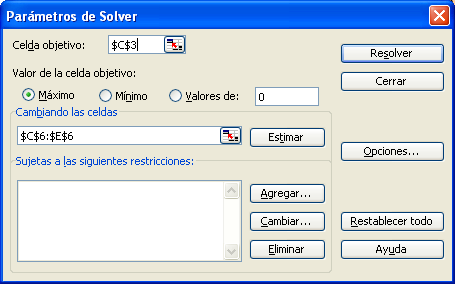 Parámetros de Solver
Celda objetivo: $C$3
Resolver
Valor de la celda objetivo:
Cerrar
Máximo Mínimo Valores de: 0
Cambiando las celdas
$C$6:$E$6 Estimar
Opciones...
Sujetas a las siguientes restricciones:
Agregar...
Cambiar... Restablecer todo
Eliminar Ayuda